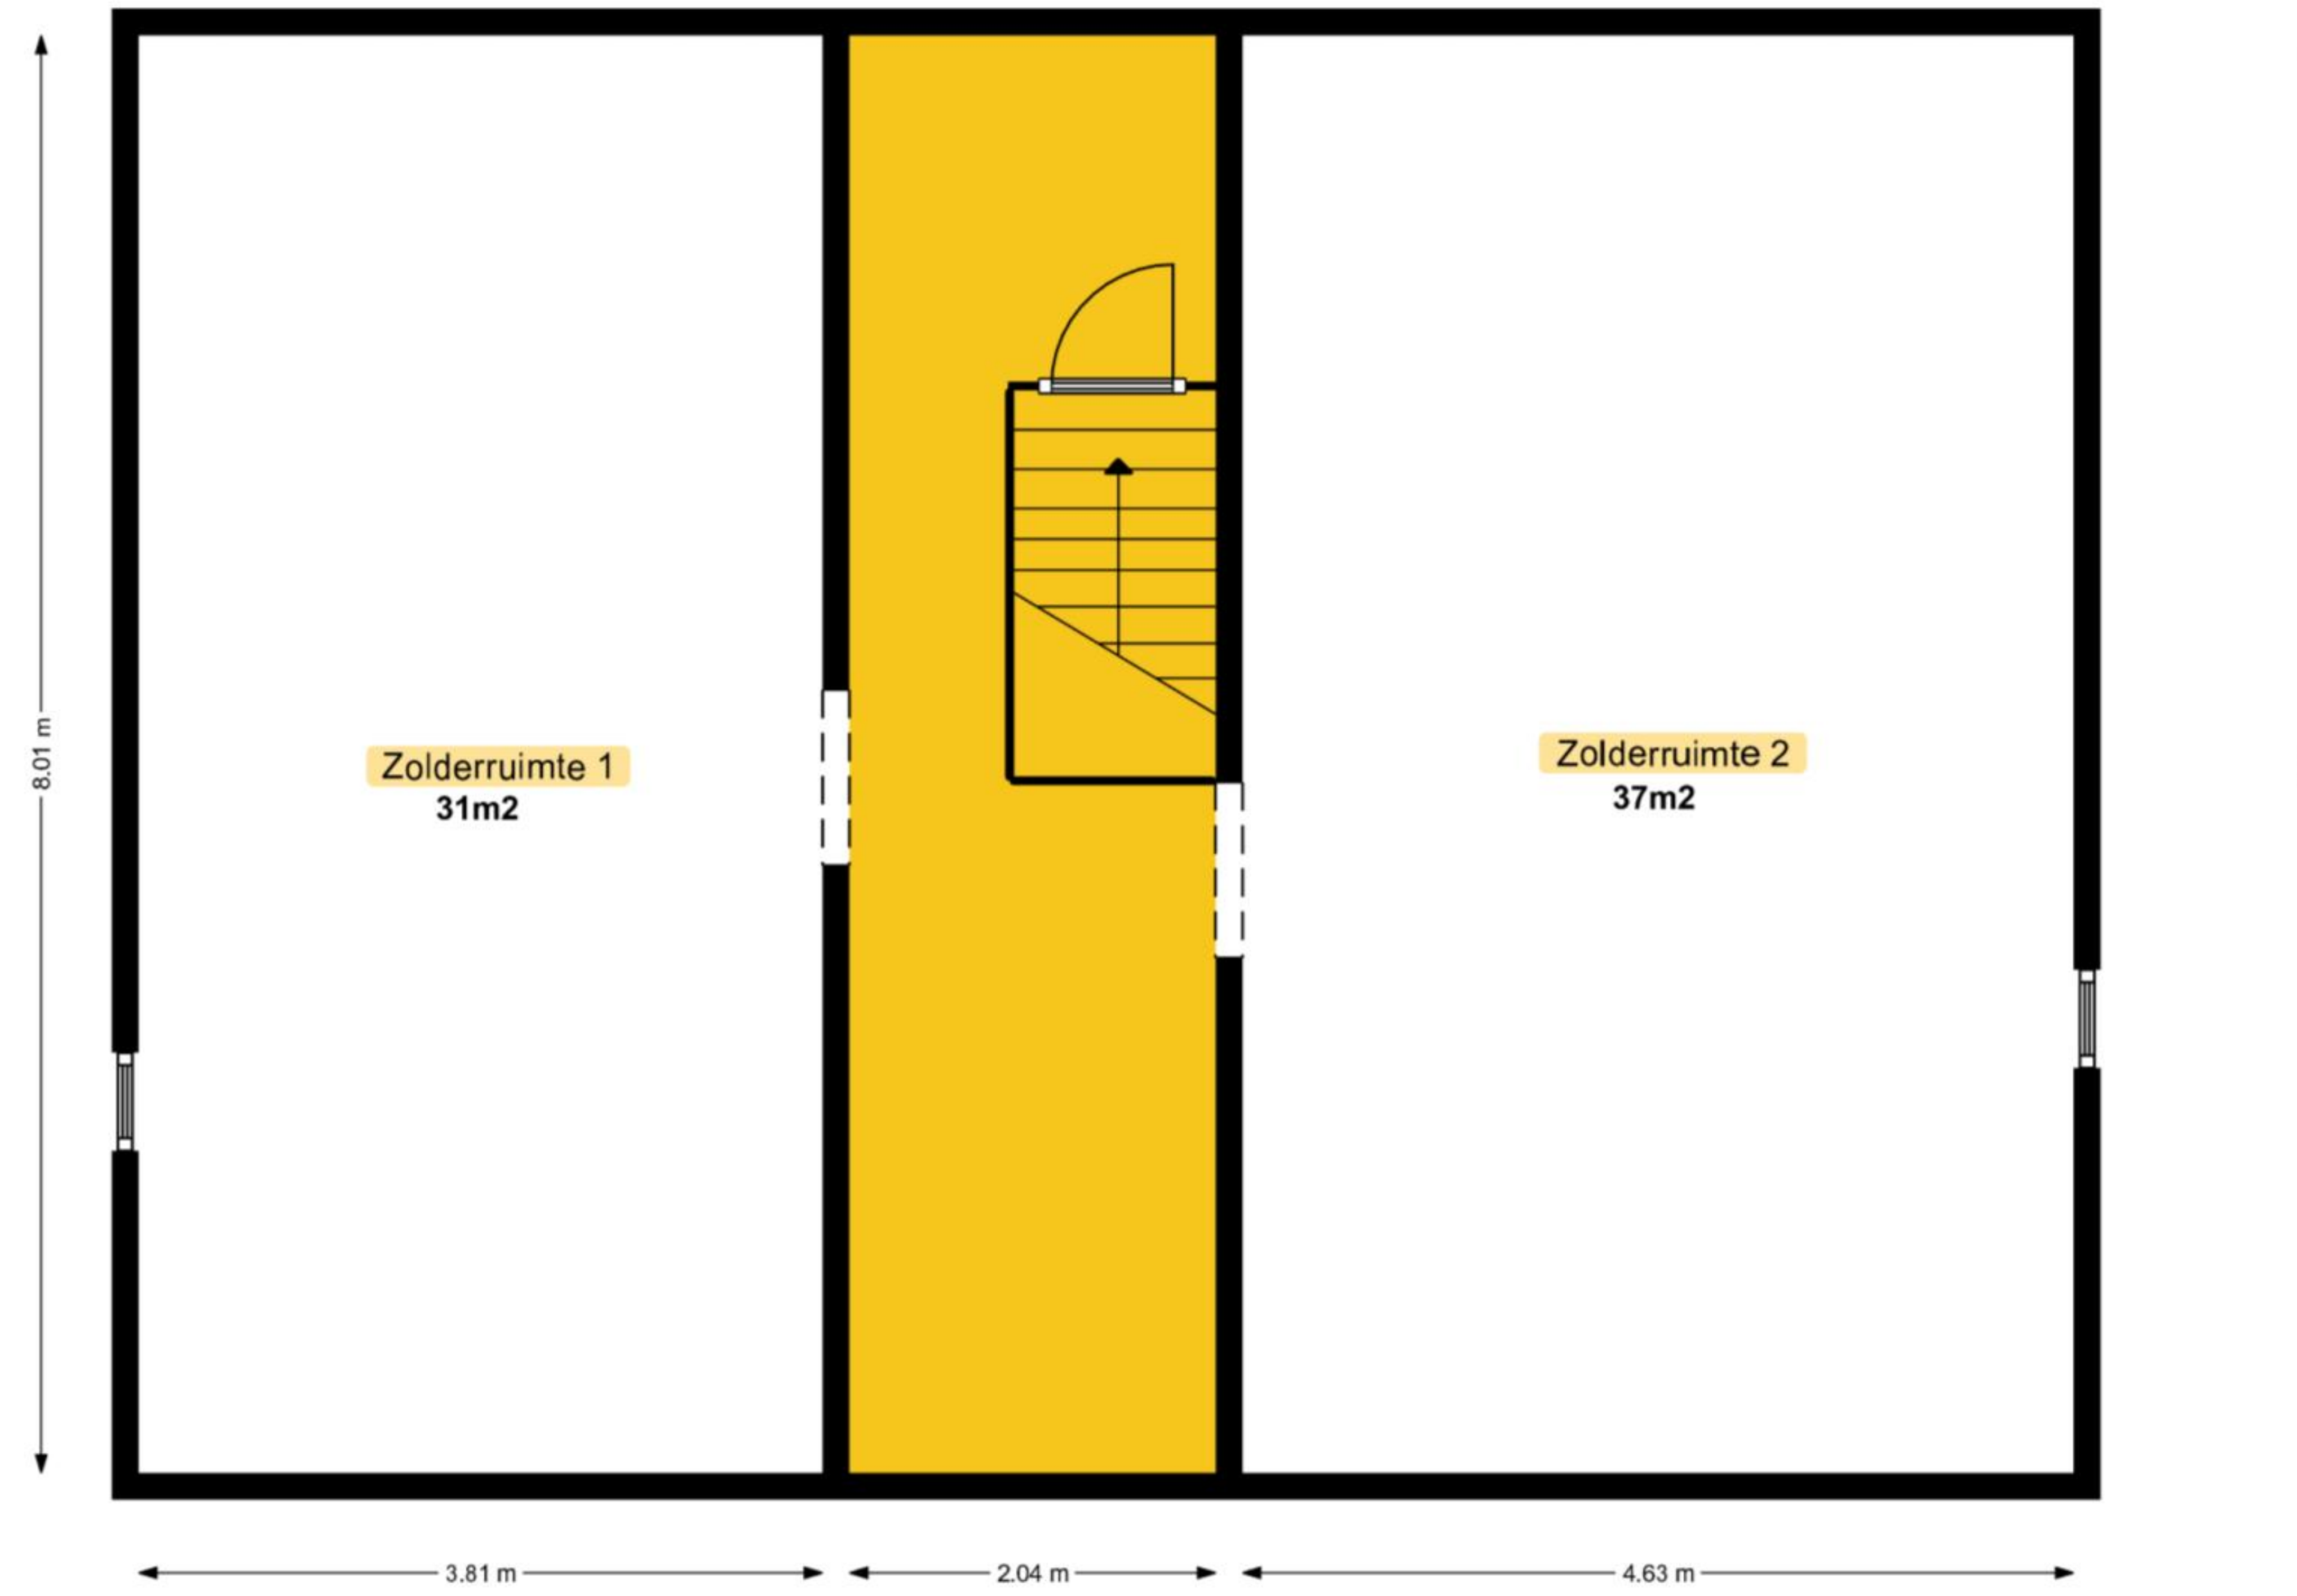 8.01 m
Zolderruimte 1
31m2
Zolderruimte 2
37m2
3.81 m
2.04 m
4.63 m